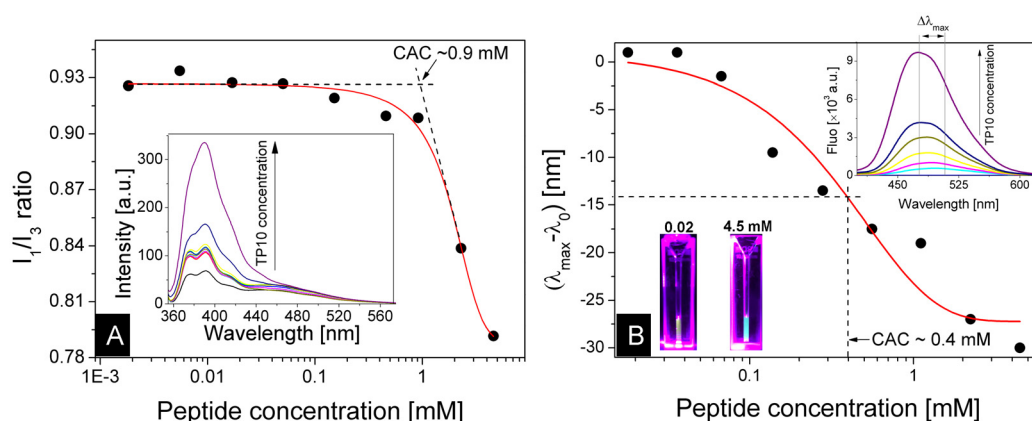 CAC ~0.9 mM
0.93
0.90
0.87
0.84
0.81
0.78
I₁/I₃ ratio
1E-3
0.01
0.1
1
Peptide concentration [mM]
A
Intensity [a.u.]
300
200
100
0
360
400
440
480
520
560
Wavelength [nm]
TP10 concentration
0
-5
-10
-15
-20
-25
-30
(λmax-λ0) [nm]
0.1
1
Peptide concentration [mM]
B
0.02
4.5 mM
CAC ~ 0.4 mM
Δλmax
Fluo [×10³ a.u.]
9
6
3
0
450
525
600
Wavelength [nm]
TP10 concentration